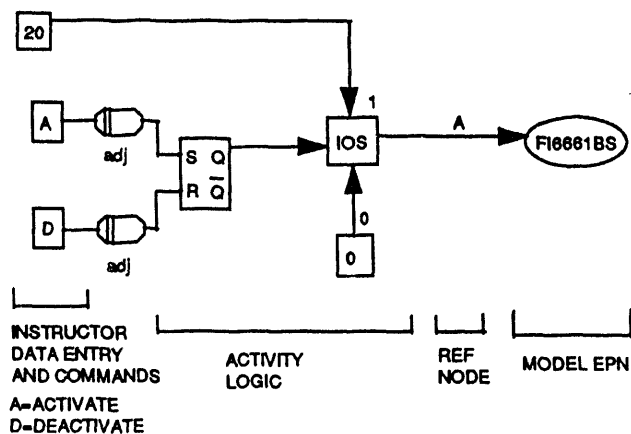 20
1
A
adj
S Q
R Q̅
IOS
A
FI6661BS
D
adj
0
0
INSTRUCTOR
DATA ENTRY
AND COMMANDS
A=ACTIVATE
D=DEACTIVATE
ACTIVITY
LOGIC
REF
NODE
MODEL EPN